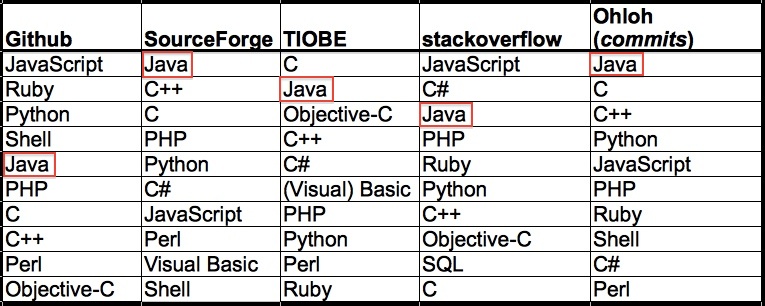 Github SourceForge TIOBE stackoverflow Ohloh (commits)
JavaScript Java C JavaScript Java
Ruby C++ Java C# C
Python C Objective-C Java C++
Shell PHP C++ PHP Python
Java Python C# Ruby JavaScript
PHP C# (Visual) Basic Python PHP
C JavaScript PHP C++ Ruby
C++ Perl Python Objective-C Shell
Perl Visual Basic Perl SQL C#
Objective-C Shell Ruby C Perl